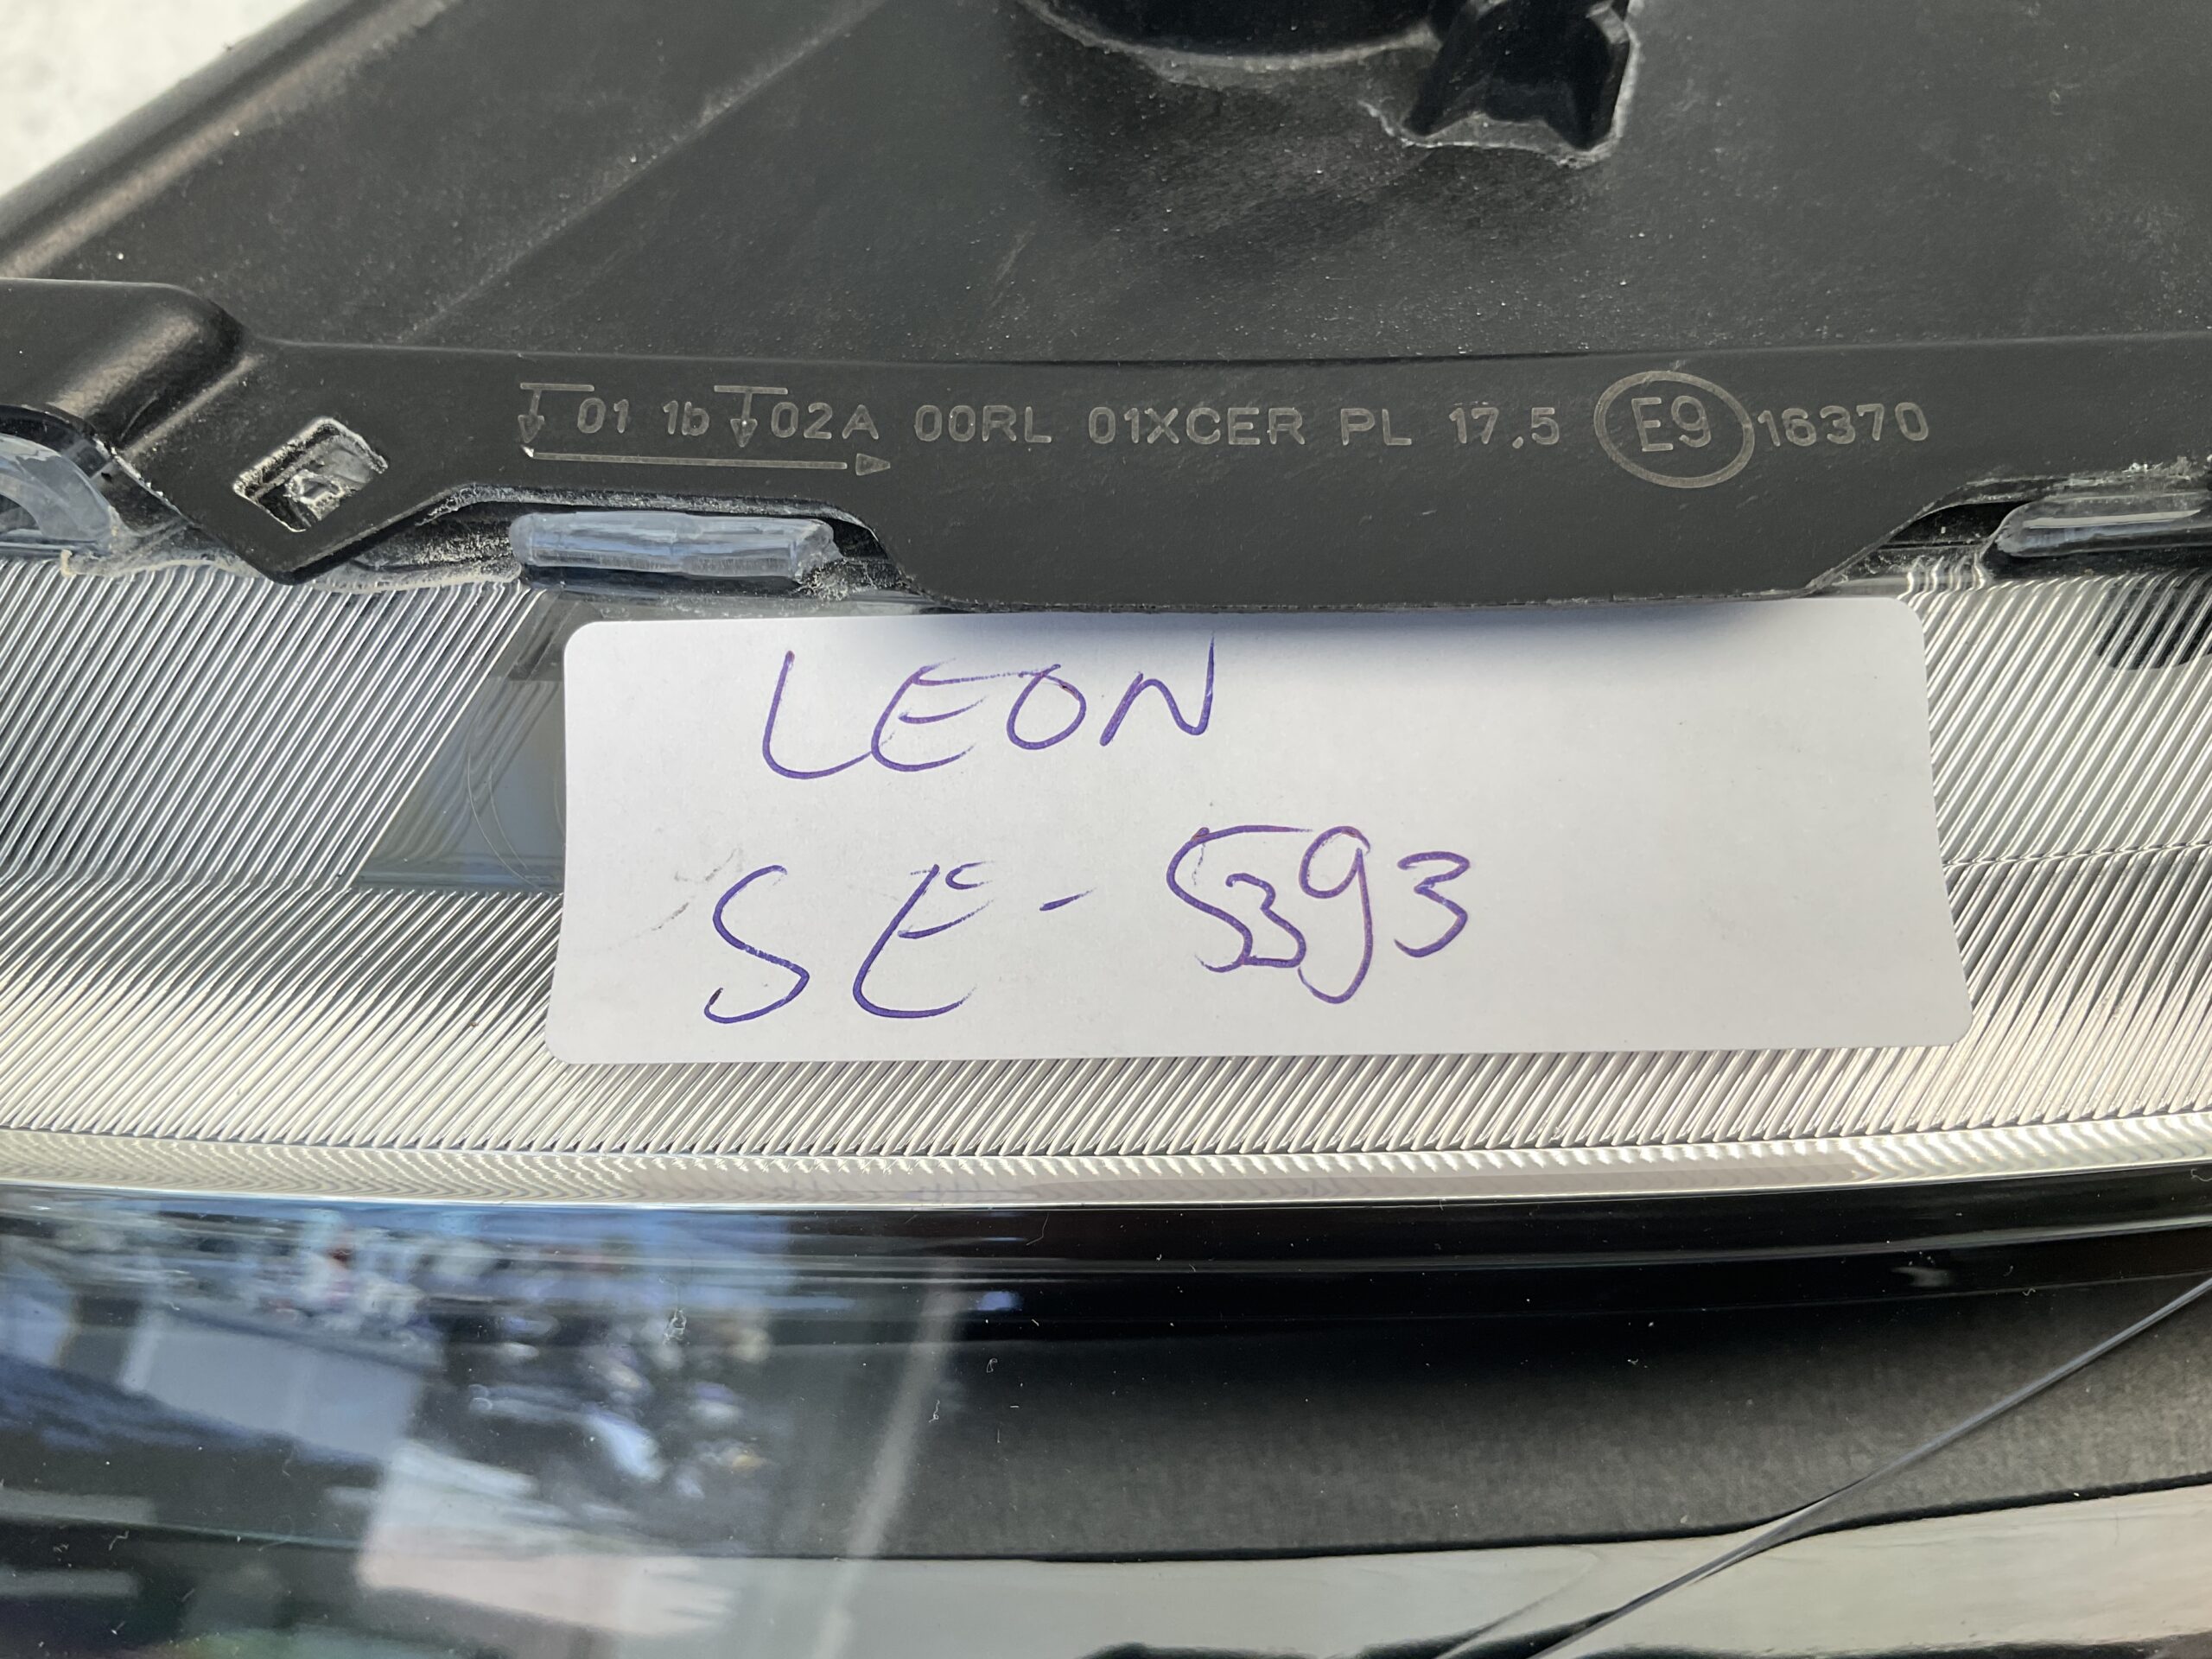 01 1b 02A 00RL 01XCER PL 17.5 E9 16370
LEON
SE-5393